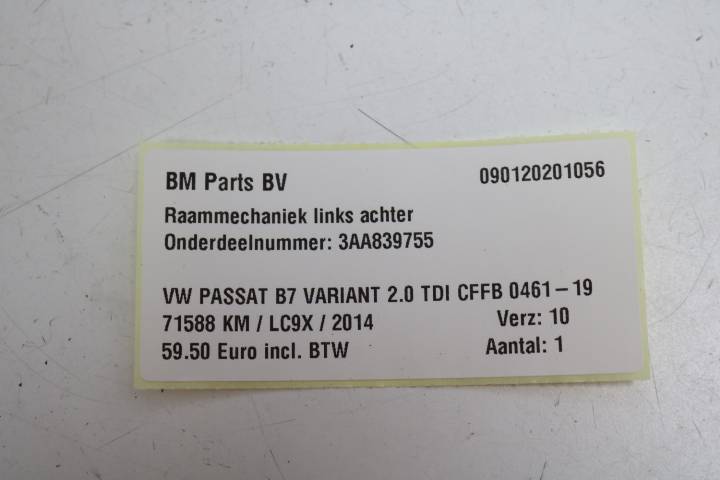 BM Parts BV 090120201056
Raammechaniek links achter
Onderdeelnummer: 3AA839755
VW PASSAT B7 VARIANT 2.0 TDI CFFB 0461-19
71588 KM / LC9X / 2014 Verz: 10
59.50 Euro incl. BTW Aantal: 1